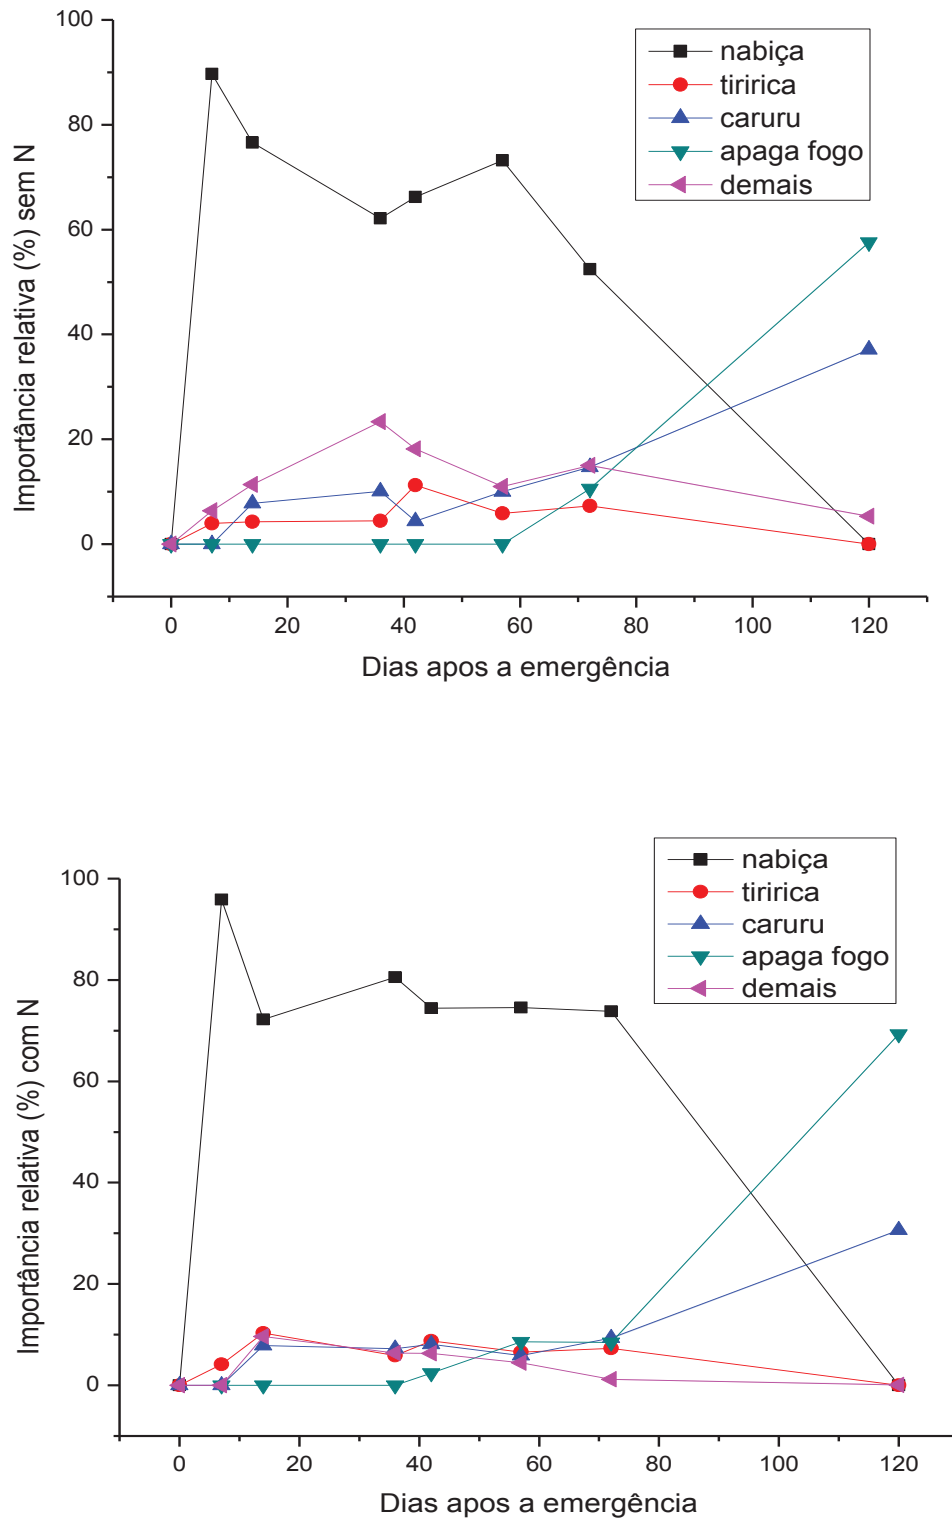 100
80
60
40
20
0
Importância relativa (%) sem N
nabiça
tiririca
caruru
apaga fogo
demais
0 20 40 60 80 100 120
Dias apos a emergência
100
80
60
40
20
0
Importância relativa (%) com N
nabiça
tiririca
caruru
apaga fogo
demais
0 20 40 60 80 100 120
Dias apos a emergência